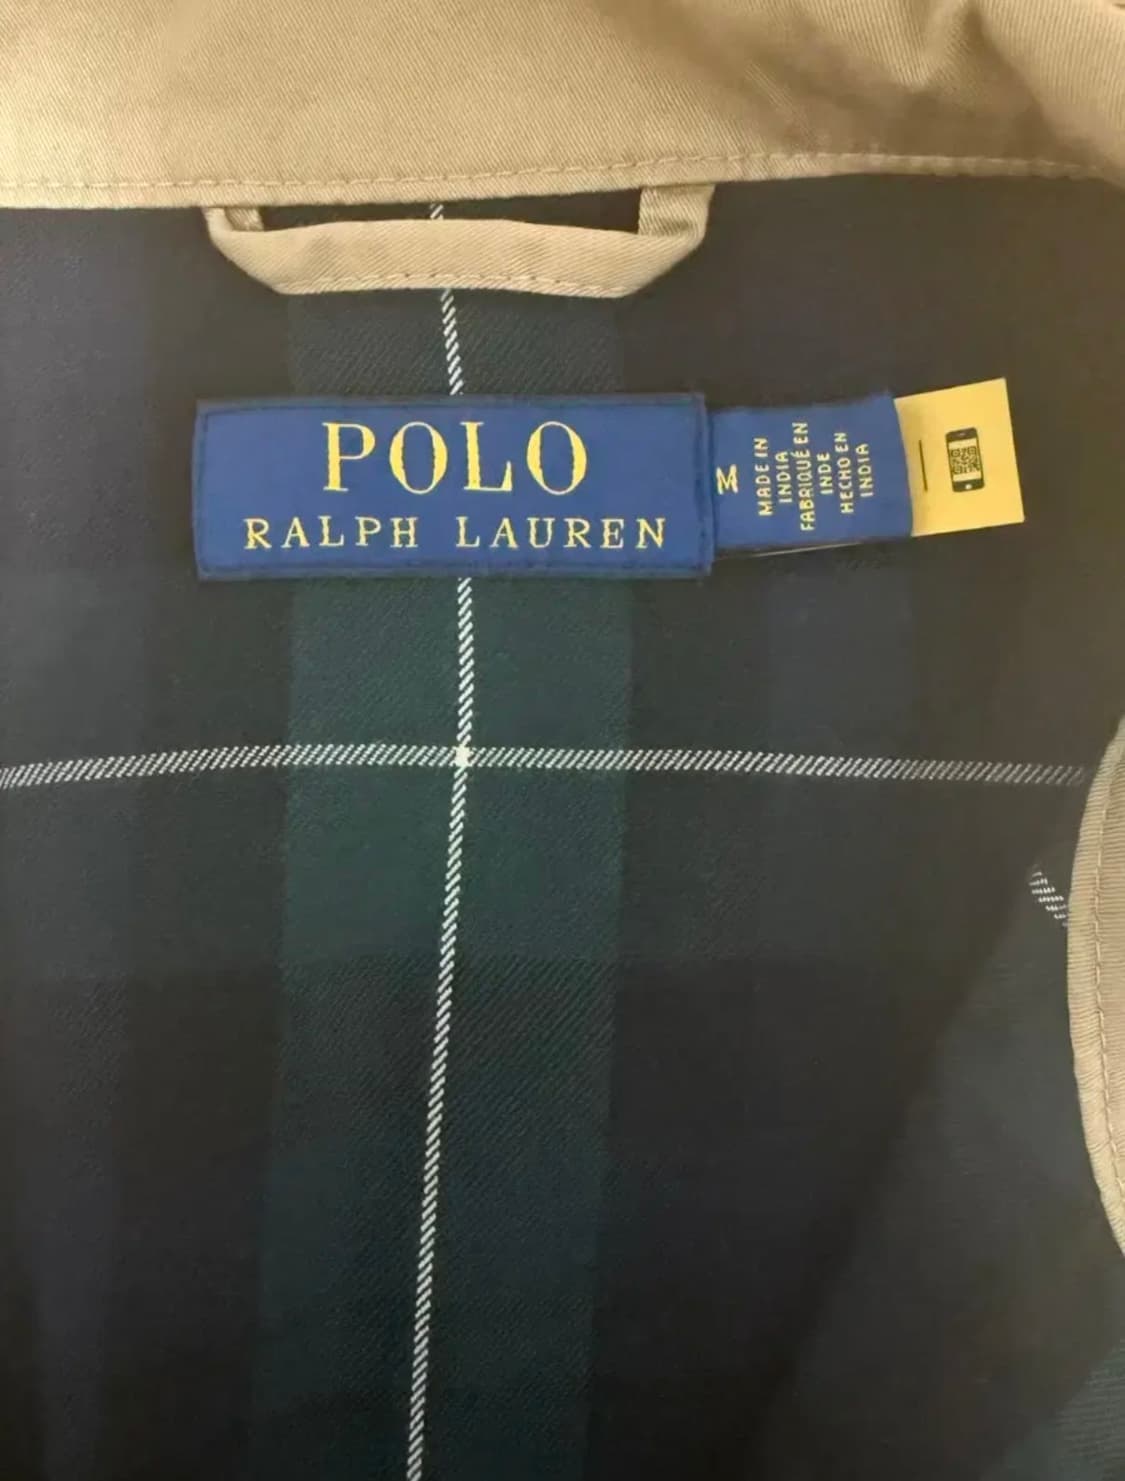 POLO
RALPH LAUREN
M
MADE IN
INDIA
FABRIQUÉ EN
INDE
HECHO EN
INDIA